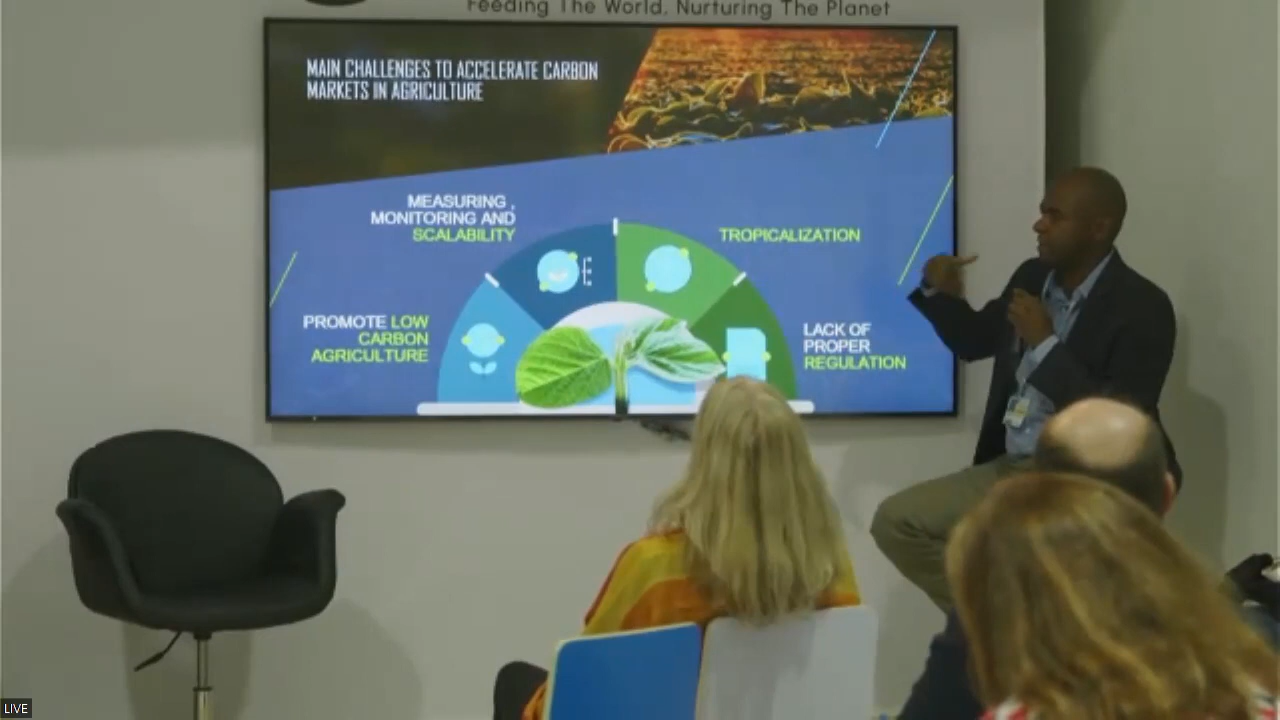 Feeding The World. Nurturing The Planet
MAIN CHALLENGES TO ACCELERATE CARBON
MARKETS IN AGRICULTURE
MEASURING ,
MONITORING AND
SCALABILITY
TROPICALIZATION
PROMOTE LOW
CARBON
AGRICULTURE
LACK OF
PROPER
REGULATION
LIVE